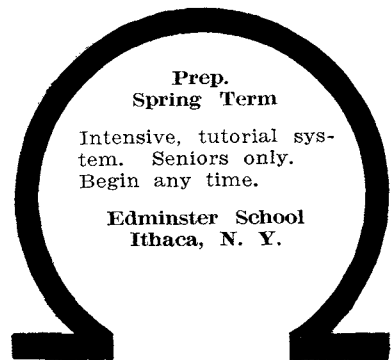 Prep.
Spring Term
Intensive, tutorial sys-
tem. Seniors only.
Begin any time.
Edminster School
Ithaca, N. Y.